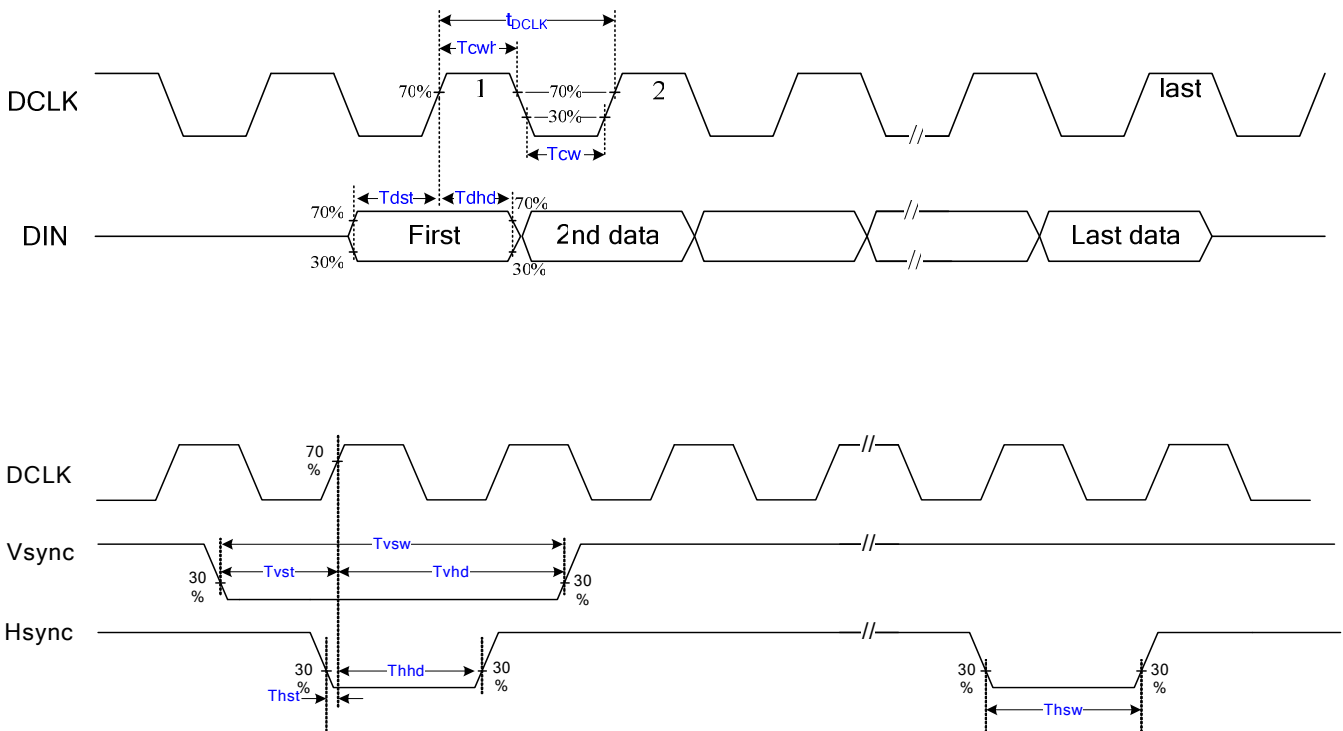 tDCLK
Tcwh
DCLK
70%
1
70%
30%
2
last
//
Tcw
Tdst
Tdhd
DIN
70%
30%
First
70%
30%
2nd data
//
//
Last data
DCLK
70
%
//
Vsync
Tvsw
//
30
%
Tvst
Tvhd
30
%
Hsync
//
30
%
Thhd
30
%
30
%
30
%
Thst
Thsw